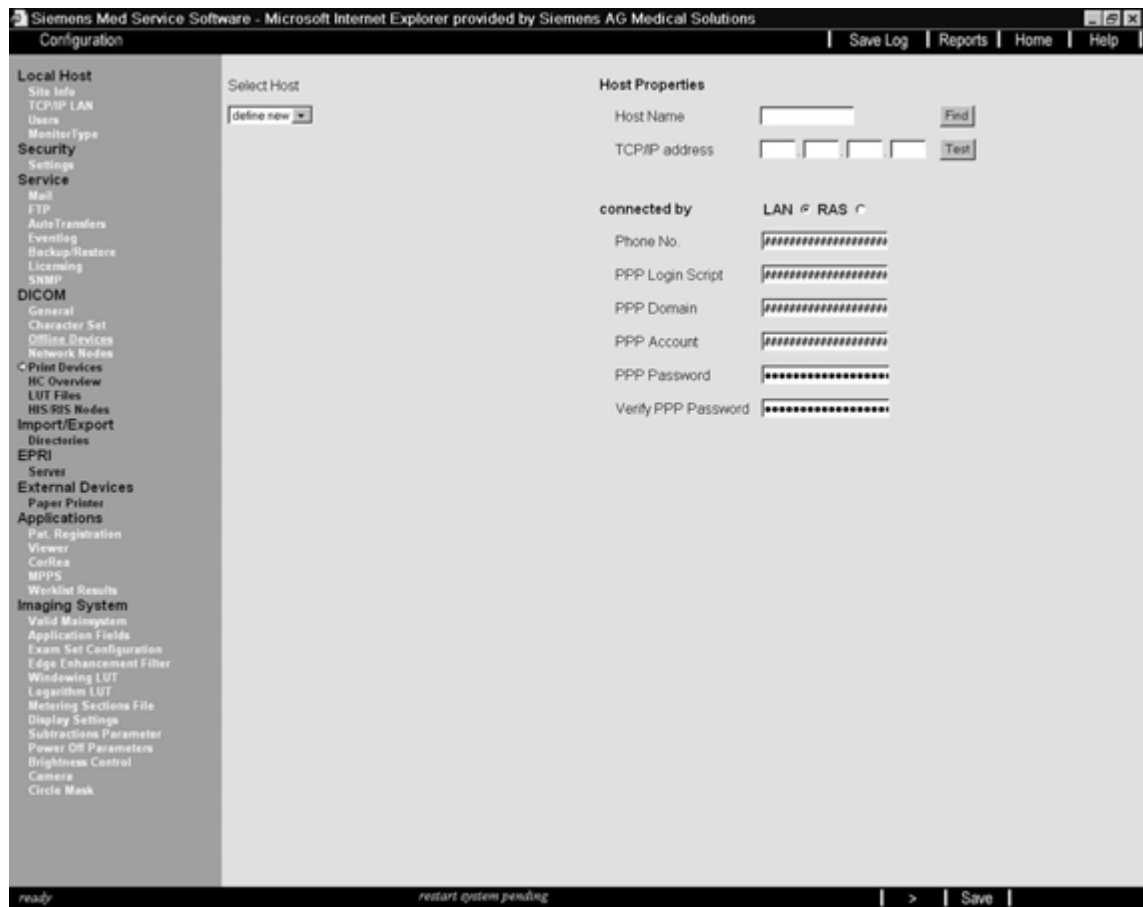 Siemens Med Service Software - Microsoft Internet Explorer provided by Siemens AG Medical Solutions
Configuration
Save Log | Reports | Home | Help
Local Host
Site Info
TCP/IP LAN
Users
MonitorType
Security
Settings
Service
Mail
FTP
AutoTransfers
Eventlog
Backup/Restore
Licensing
SNMP
DICOM
General
Character Set
Offline Devices
Network Nodes
Print Devices
HC Overview
LUT Files
HIS/RIS Nodes
Import/Export
Directories
EPRI
Server
External Devices
Paper Printer
Applications
Pat. Registration
Viewer
CorRea
MPPS
Worklist Results
Imaging System
Valid Mainsystem
Application Fields
Exam Set Configuration
Edge Enhancement Filter
Windowing LUT
Logarithm LUT
Metering Sections File
Display Settings
Subtractions Parameter
Power Off Parameters
Brightness Control
Camera
Circle Mask
Select Host
define new
Host Properties
Host Name
Find
TCP/IP address
Test
connected by LAN RAS
Phone No. ####################
PPP Login Script ####################
PPP Domain ####################
PPP Account ####################
PPP Password
Verify PPP Password
ready
restart system pending
> | Save